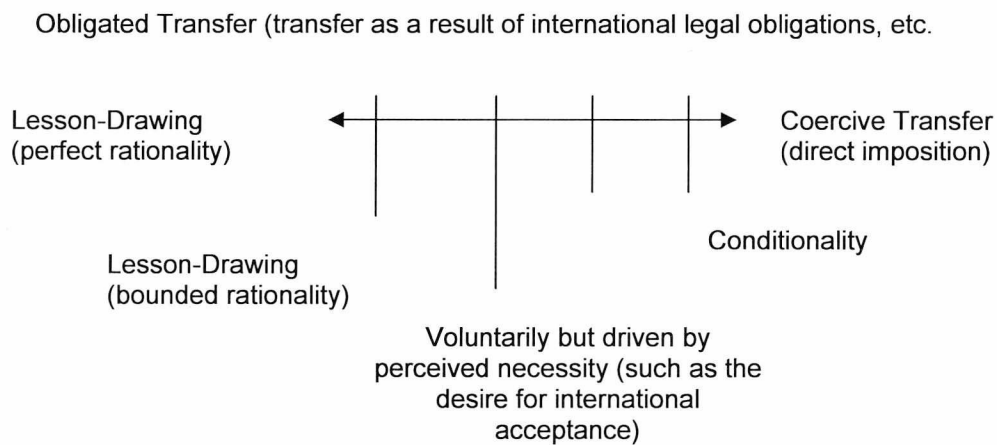 Obligated Transfer (transfer as a result of international legal obligations, etc.
Lesson-Drawing
(perfect rationality)
Coercive Transfer
(direct imposition)
Conditionality
Lesson-Drawing
(bounded rationality)
Voluntarily but driven by
perceived necessity (such as the
desire for international
acceptance)